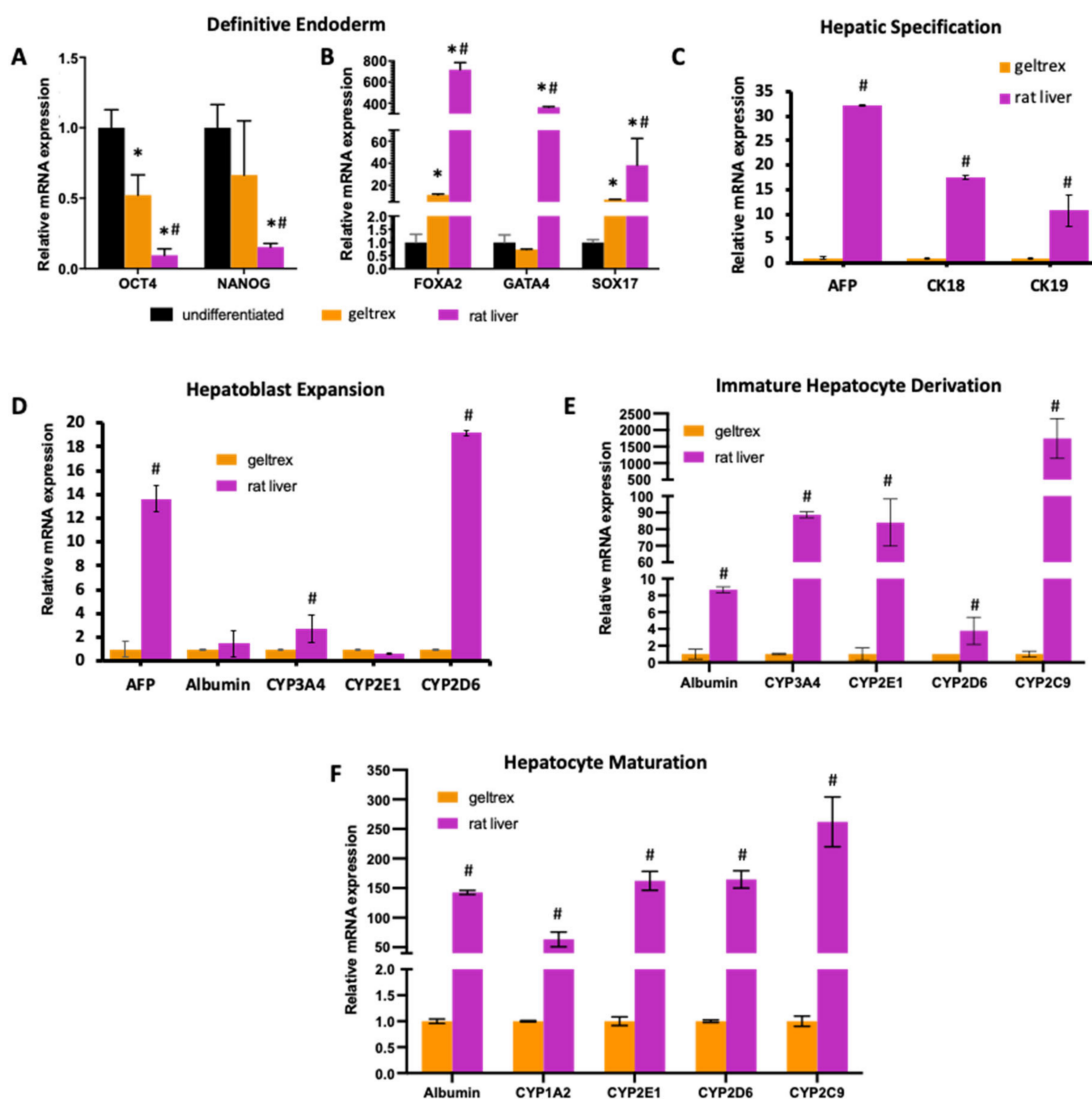 Definitive Endoderm
A
Relative mRNA expression
1.5
1.0
0.5
0.0
*
*#
*#
OCT4 NANOG
B
Relative mRNA expression
800
600
400
200
60
40
20
2.0
1.5
1.0
0.5
0.0
*
*#
*#
*
*#
FOXA2 GATA4 SOX17
undifferentiated geltrex rat liver
Hepatic Specification
C
geltrex
rat liver
Relative mRNA expression
35
30
25
20
15
10
5
0
#
#
#
AFP CK18 CK19
Hepatoblast Expansion
D
geltrex
rat liver
Relative mRNA expression
20
18
16
14
12
10
8
6
4
2
0
#
#
#
AFP Albumin CYP3A4 CYP2E1 CYP2D6
Immature Hepatocyte Derivation
E
geltrex
rat liver
Relative mRNA expression
2500
2000
1500
1000
500
100
90
80
70
60
10
8
6
4
2
0
#
#
#
#
#
Albumin CYP3A4 CYP2E1 CYP2D6 CYP2C9
Hepatocyte Maturation
F
geltrex
rat liver
Relative mRNA expression
350
300
250
200
150
100
50
2.0
1.5
1.0
0.5
0.0
#
#
#
#
#
Albumin CYP1A2 CYP2E1 CYP2D6 CYP2C9